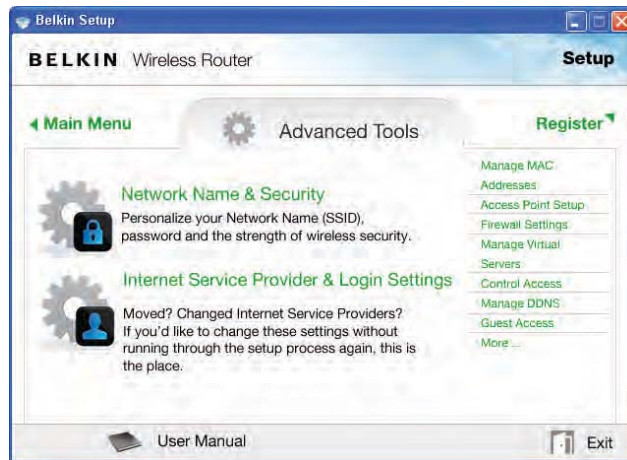 Belkin Setup
BELKIN Wireless Router
Setup
Main Menu
Advanced Tools
Register
Network Name & Security
Personalize your Network Name (SSID),
password and the strength of wireless security.
Internet Service Provider & Login Settings
Moved? Changed Internet Service Providers?
If you'd like to change these settings without
running through the setup process again, this is
the place.
Manage MAC
Addresses
Access Point Setup
Firewall Settings
Manage Virtual
Servers
Control Access
Manage DDNS
Guest Access
More ...
User Manual
Exit